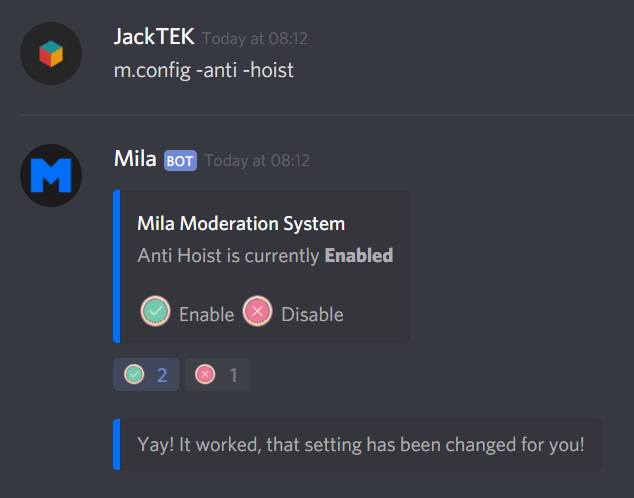 JackTEK Today at 08:12
m.config -anti -hoist
M
Mila BOT Today at 08:12
Mila Moderation System
Anti Hoist is currently Enabled
Enable Disable
2 1
Yay! It worked, that setting has been changed for you!